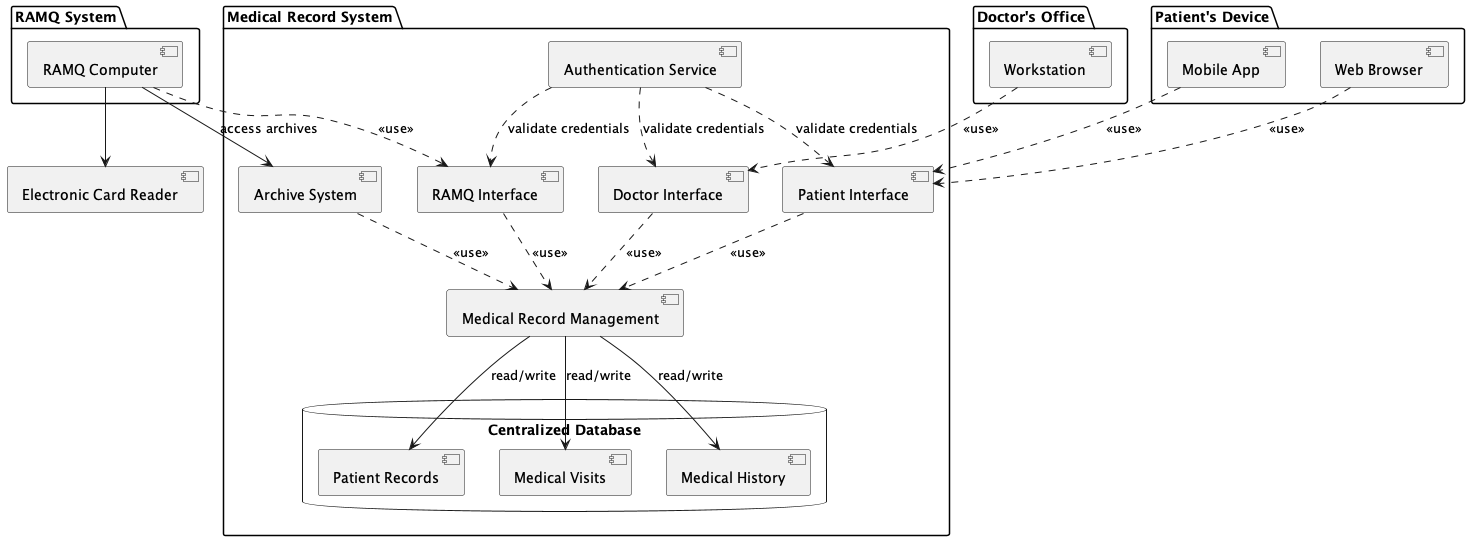 RAMQ System
Medical Record System
Doctor's Office
Patient's Device
RAMQ Computer
Authentication Service
Workstation
Mobile App
Web Browser
access archives
«use»
validate credentials
validate credentials
validate credentials
«use»
«use»
«use»
Electronic Card Reader
Archive System
RAMQ Interface
Doctor Interface
Patient Interface
«use»
«use»
«use»
«use»
Medical Record Management
read/write
read/write
read/write
Centralized Database
Patient Records
Medical Visits
Medical History